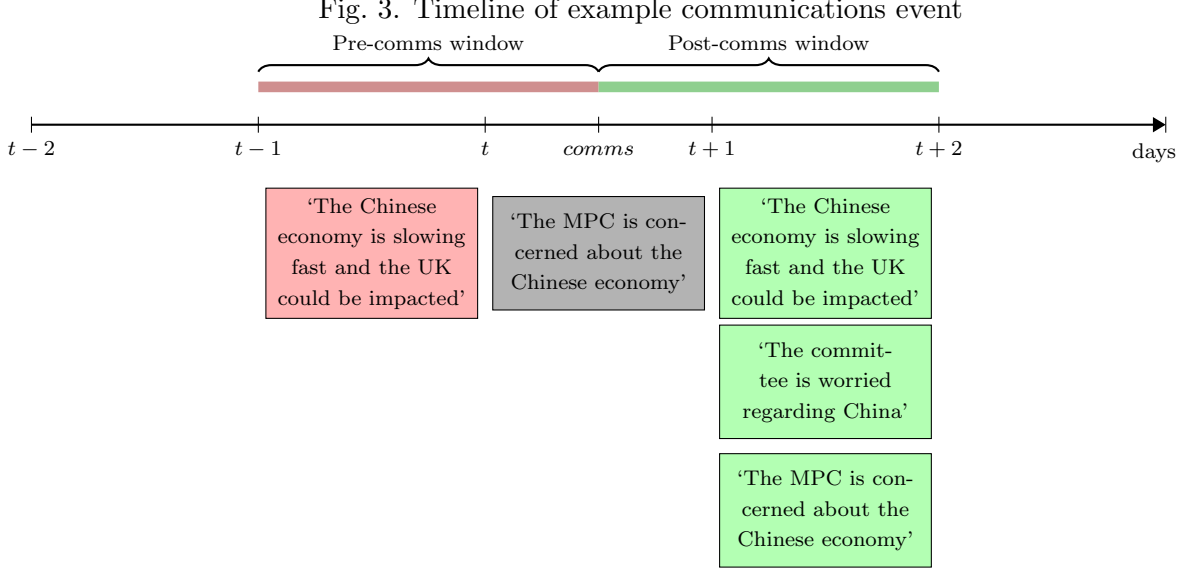 Fig. 3. Timeline of example communications event
Pre-comms window
Post-comms window
t − 2
t − 1
t
comms
t + 1
t + 2
days
‘The Chinese
economy is slowing
fast and the UK
could be impacted’
‘The MPC is con-
cerned about the
Chinese economy’
‘The Chinese
economy is slowing
fast and the UK
could be impacted’
‘The commit-
tee is worried
regarding China’
‘The MPC is con-
cerned about the
Chinese economy’